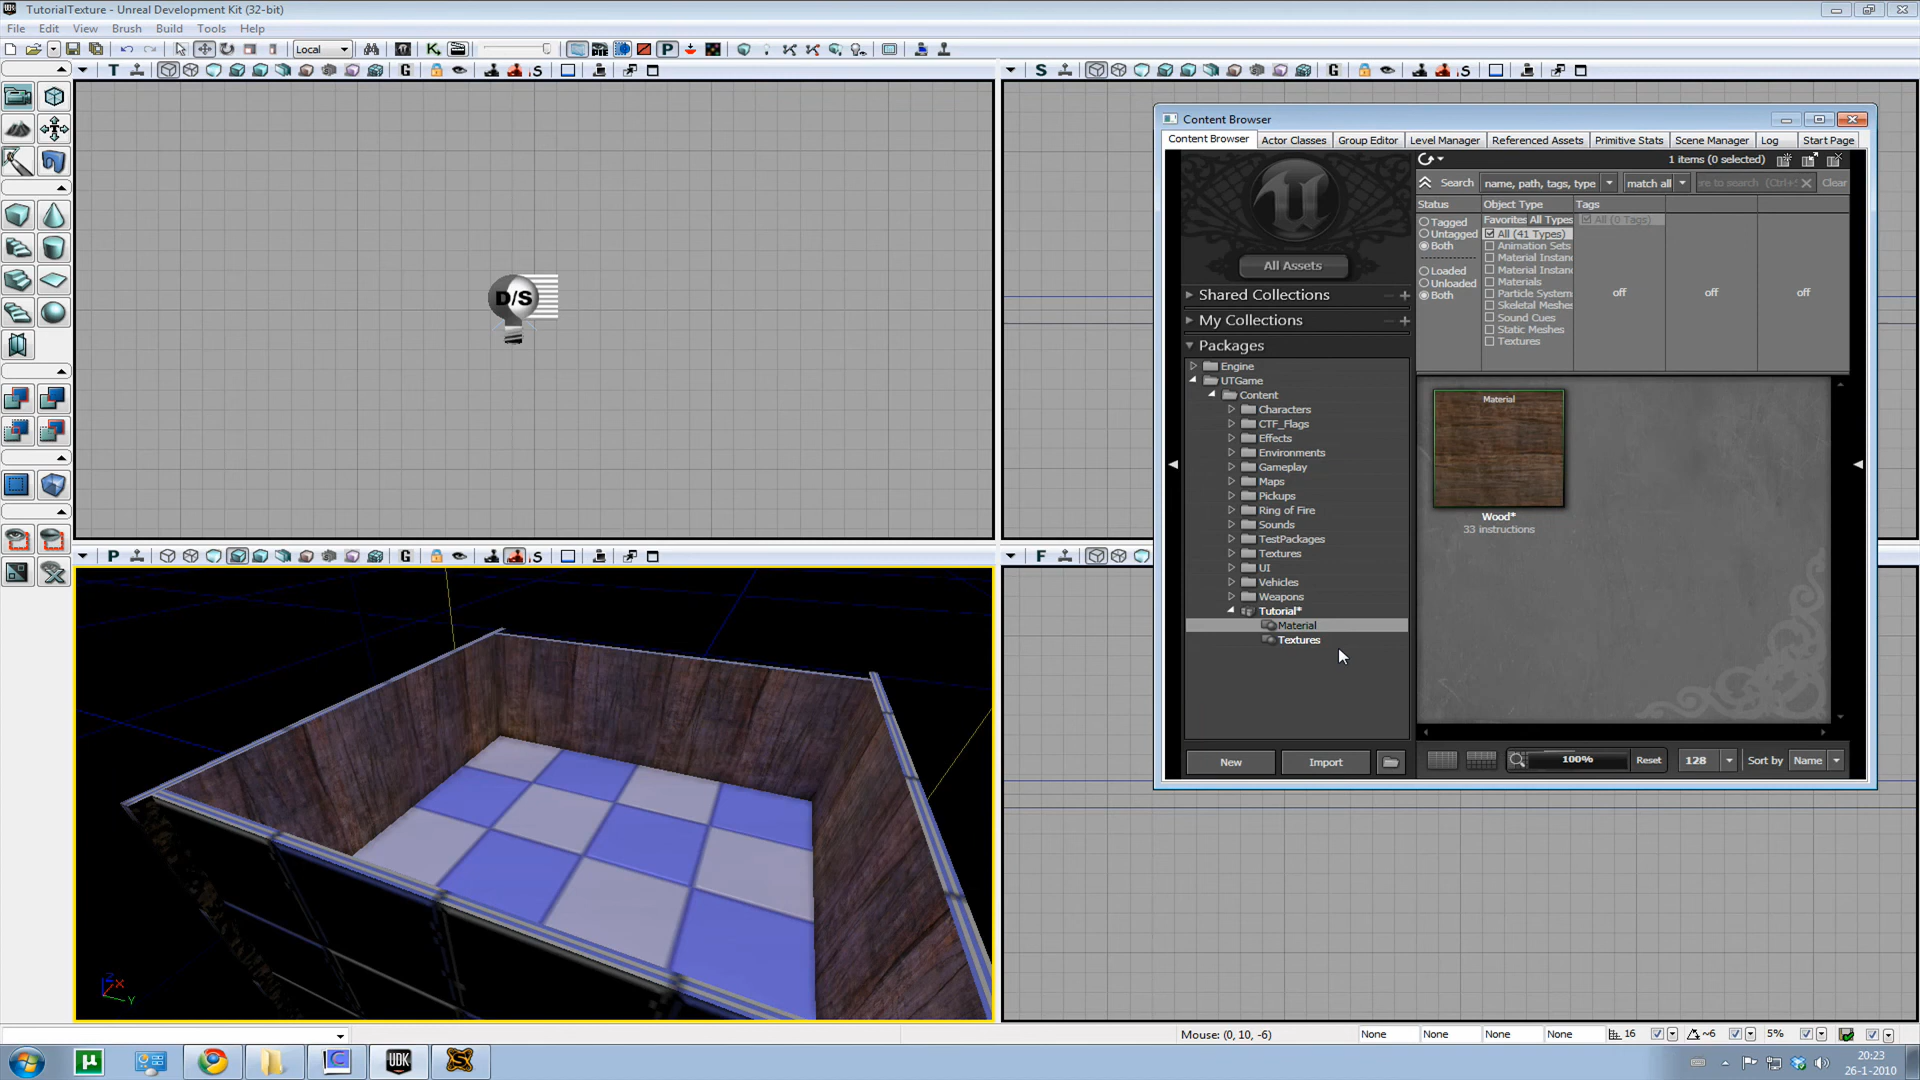 TutorialTexture - Unreal Development Kit (32-bit)
File Edit View Brush Build Tools Help
Local
T G S
S G S
D/S
P G S
F
Content Browser
Content Browser Actor Classes Group Editor Level Manager Referenced Assets Primitive Stats Scene Manager Log Start Page
1 items (0 selected)
Search name, path, tags, type match all re to search (Ctrl+ Clear
Status Object Type Tags
Tagged
Untagged
Both
Loaded
Unloaded
Both
Favorites All Types
All (41 Types)
Animation Sets
Material Instanc
Material Instanc
Materials
Particle System
Skeletal Meshe
Sound Cues
Static Meshes
Textures
All (0 Tags)
off off off
All Assets
Shared Collections
My Collections
Packages
Engine
UTGame
Content
Characters
CTF_Flags
Effects
Environments
Gameplay
Maps
Pickups
Ring of Fire
Sounds
TestPackages
Textures
UI
Vehicles
Weapons
Tutorial*
Material
Textures
Material
Wood*
33 instructions
New Import
100% Reset 128 Sort by Name
Z X Y
Mouse: (0, 10, -6) None None None None 16 ~6 5%
UDK
20:23
26-1-2010